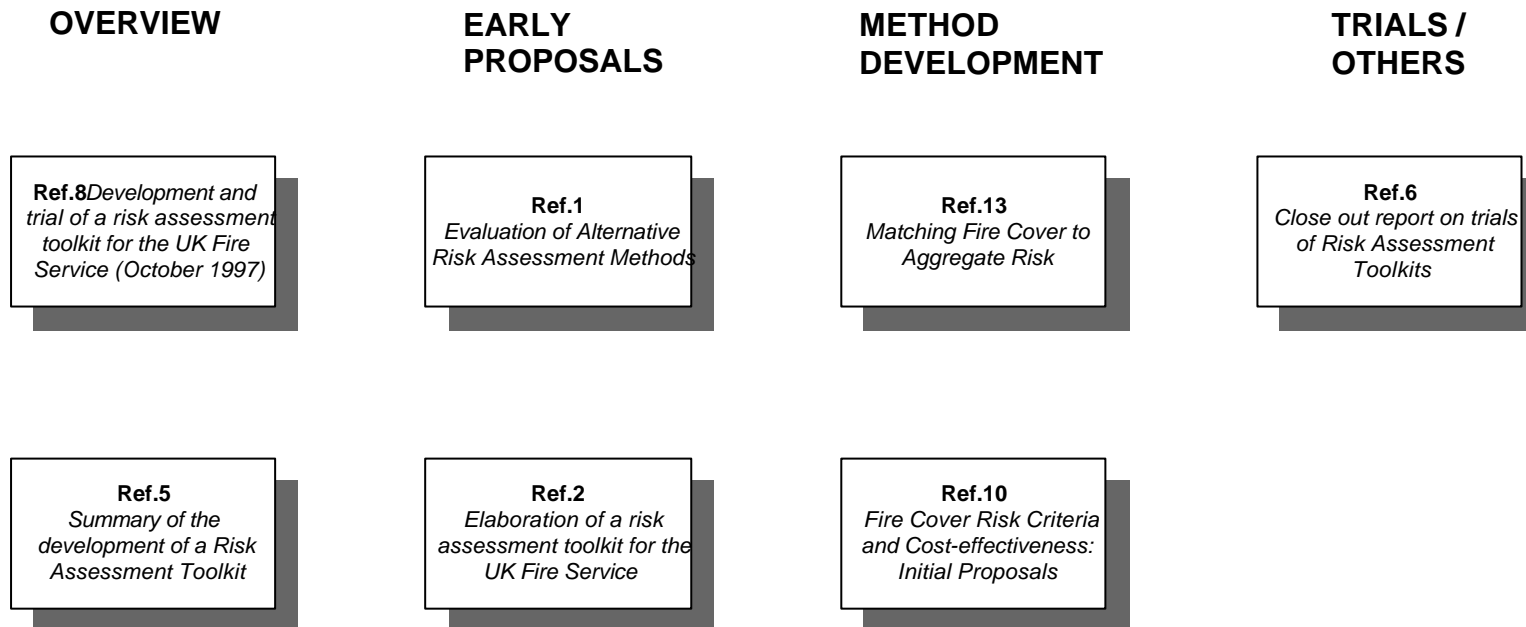 OVERVIEW
EARLY
PROPOSALS
METHOD
DEVELOPMENT
TRIALS /
OTHERS
Ref.8Development and
trial of a risk assessment
toolkit for the UK Fire
Service (October 1997)
Ref.1
Evaluation of Alternative
Risk Assessment Methods
Ref.13
Matching Fire Cover to
Aggregate Risk
Ref.6
Close out report on trials
of Risk Assessment
Toolkits
Ref.5
Summary of the
development of a Risk
Assessment Toolkit
Ref.2
Elaboration of a risk
assessment toolkit for the
UK Fire Service
Ref.10
Fire Cover Risk Criteria
and Cost-effectiveness:
Initial Proposals